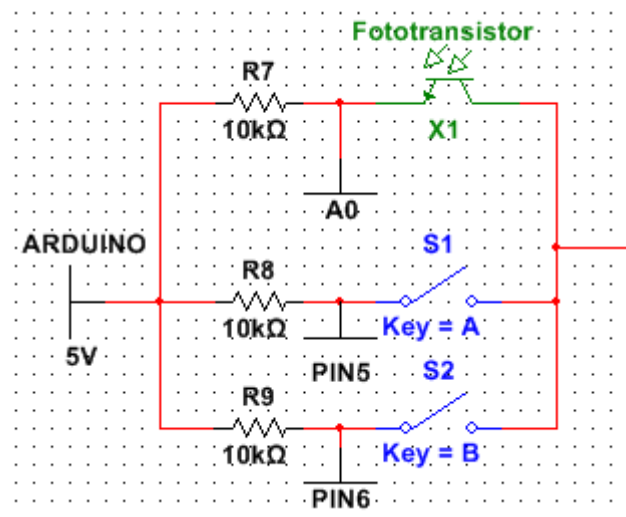 Fototransistor
R7
10kΩ
X1
A0
ARDUINO
5V
R8
10kΩ
S1
Key = A
PIN5
S2
R9
10kΩ
Key = B
PIN6